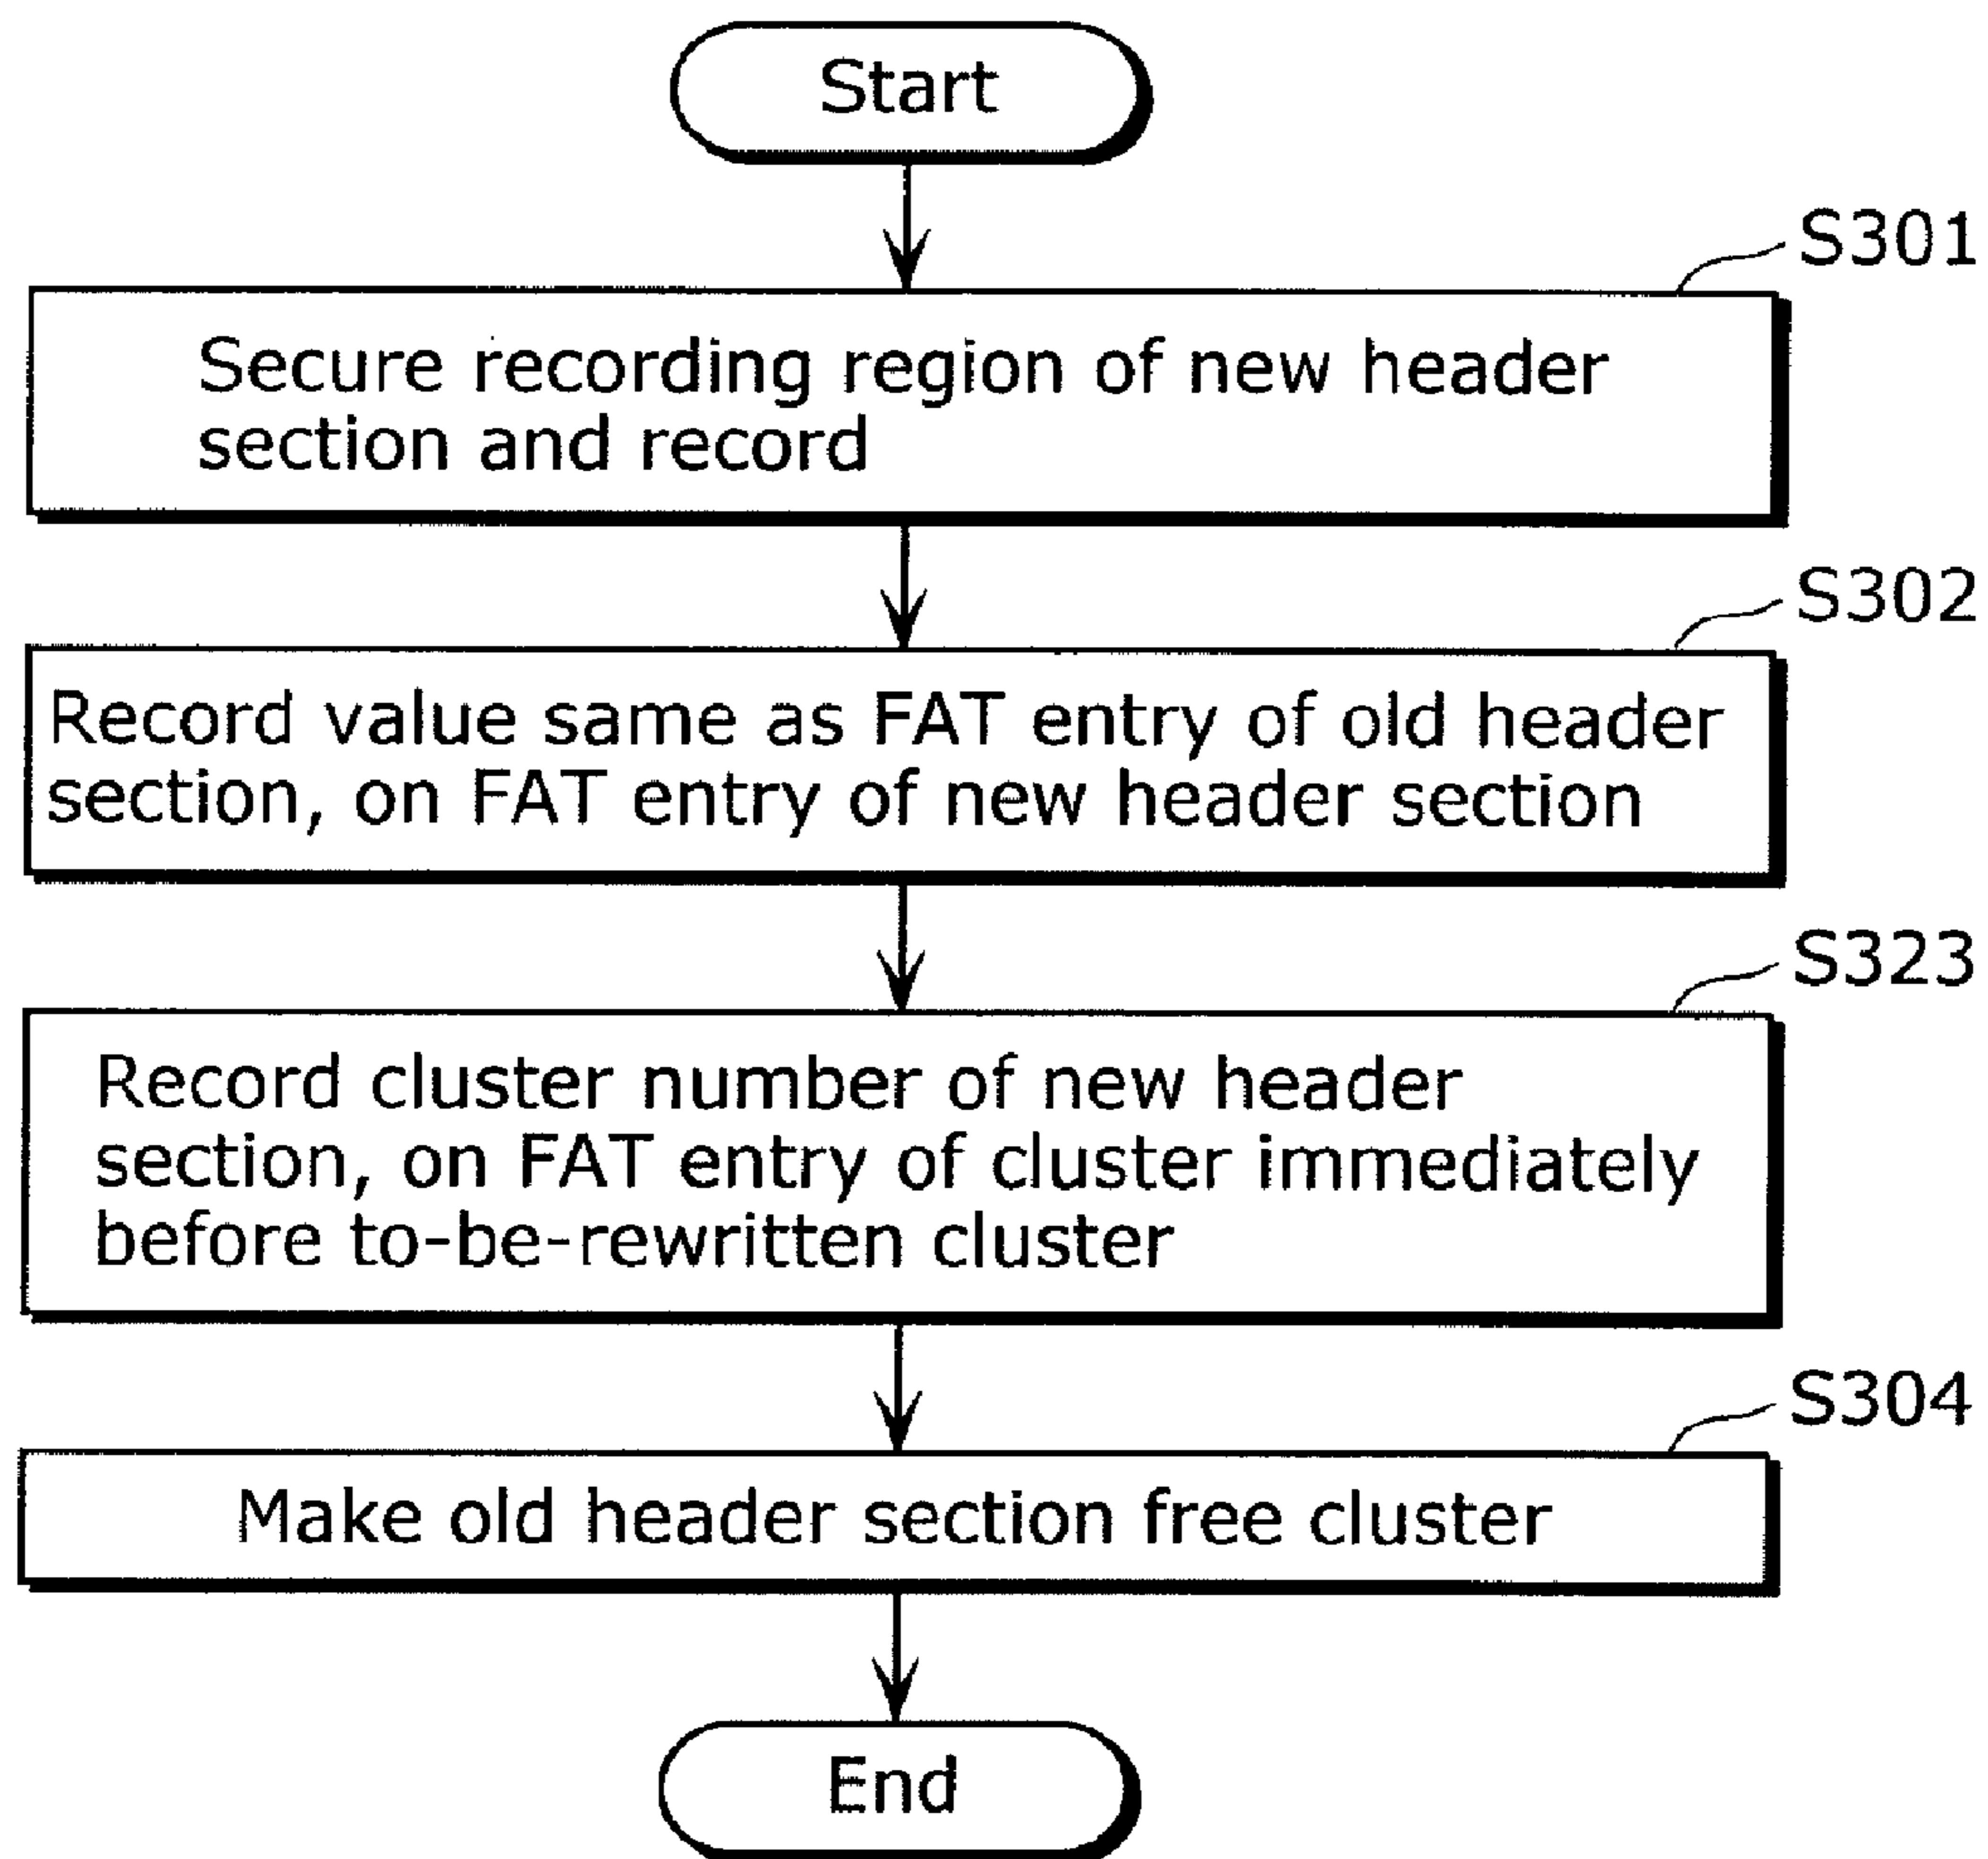 Start
S301
Secure recording region of new header
section and record
S302
Record value same as FAT entry of old header
section, on FAT entry of new header section
S323
Record cluster number of new header
section, on FAT entry of cluster immediately
before to-be-rewritten cluster
S304
Make old header section free cluster
End